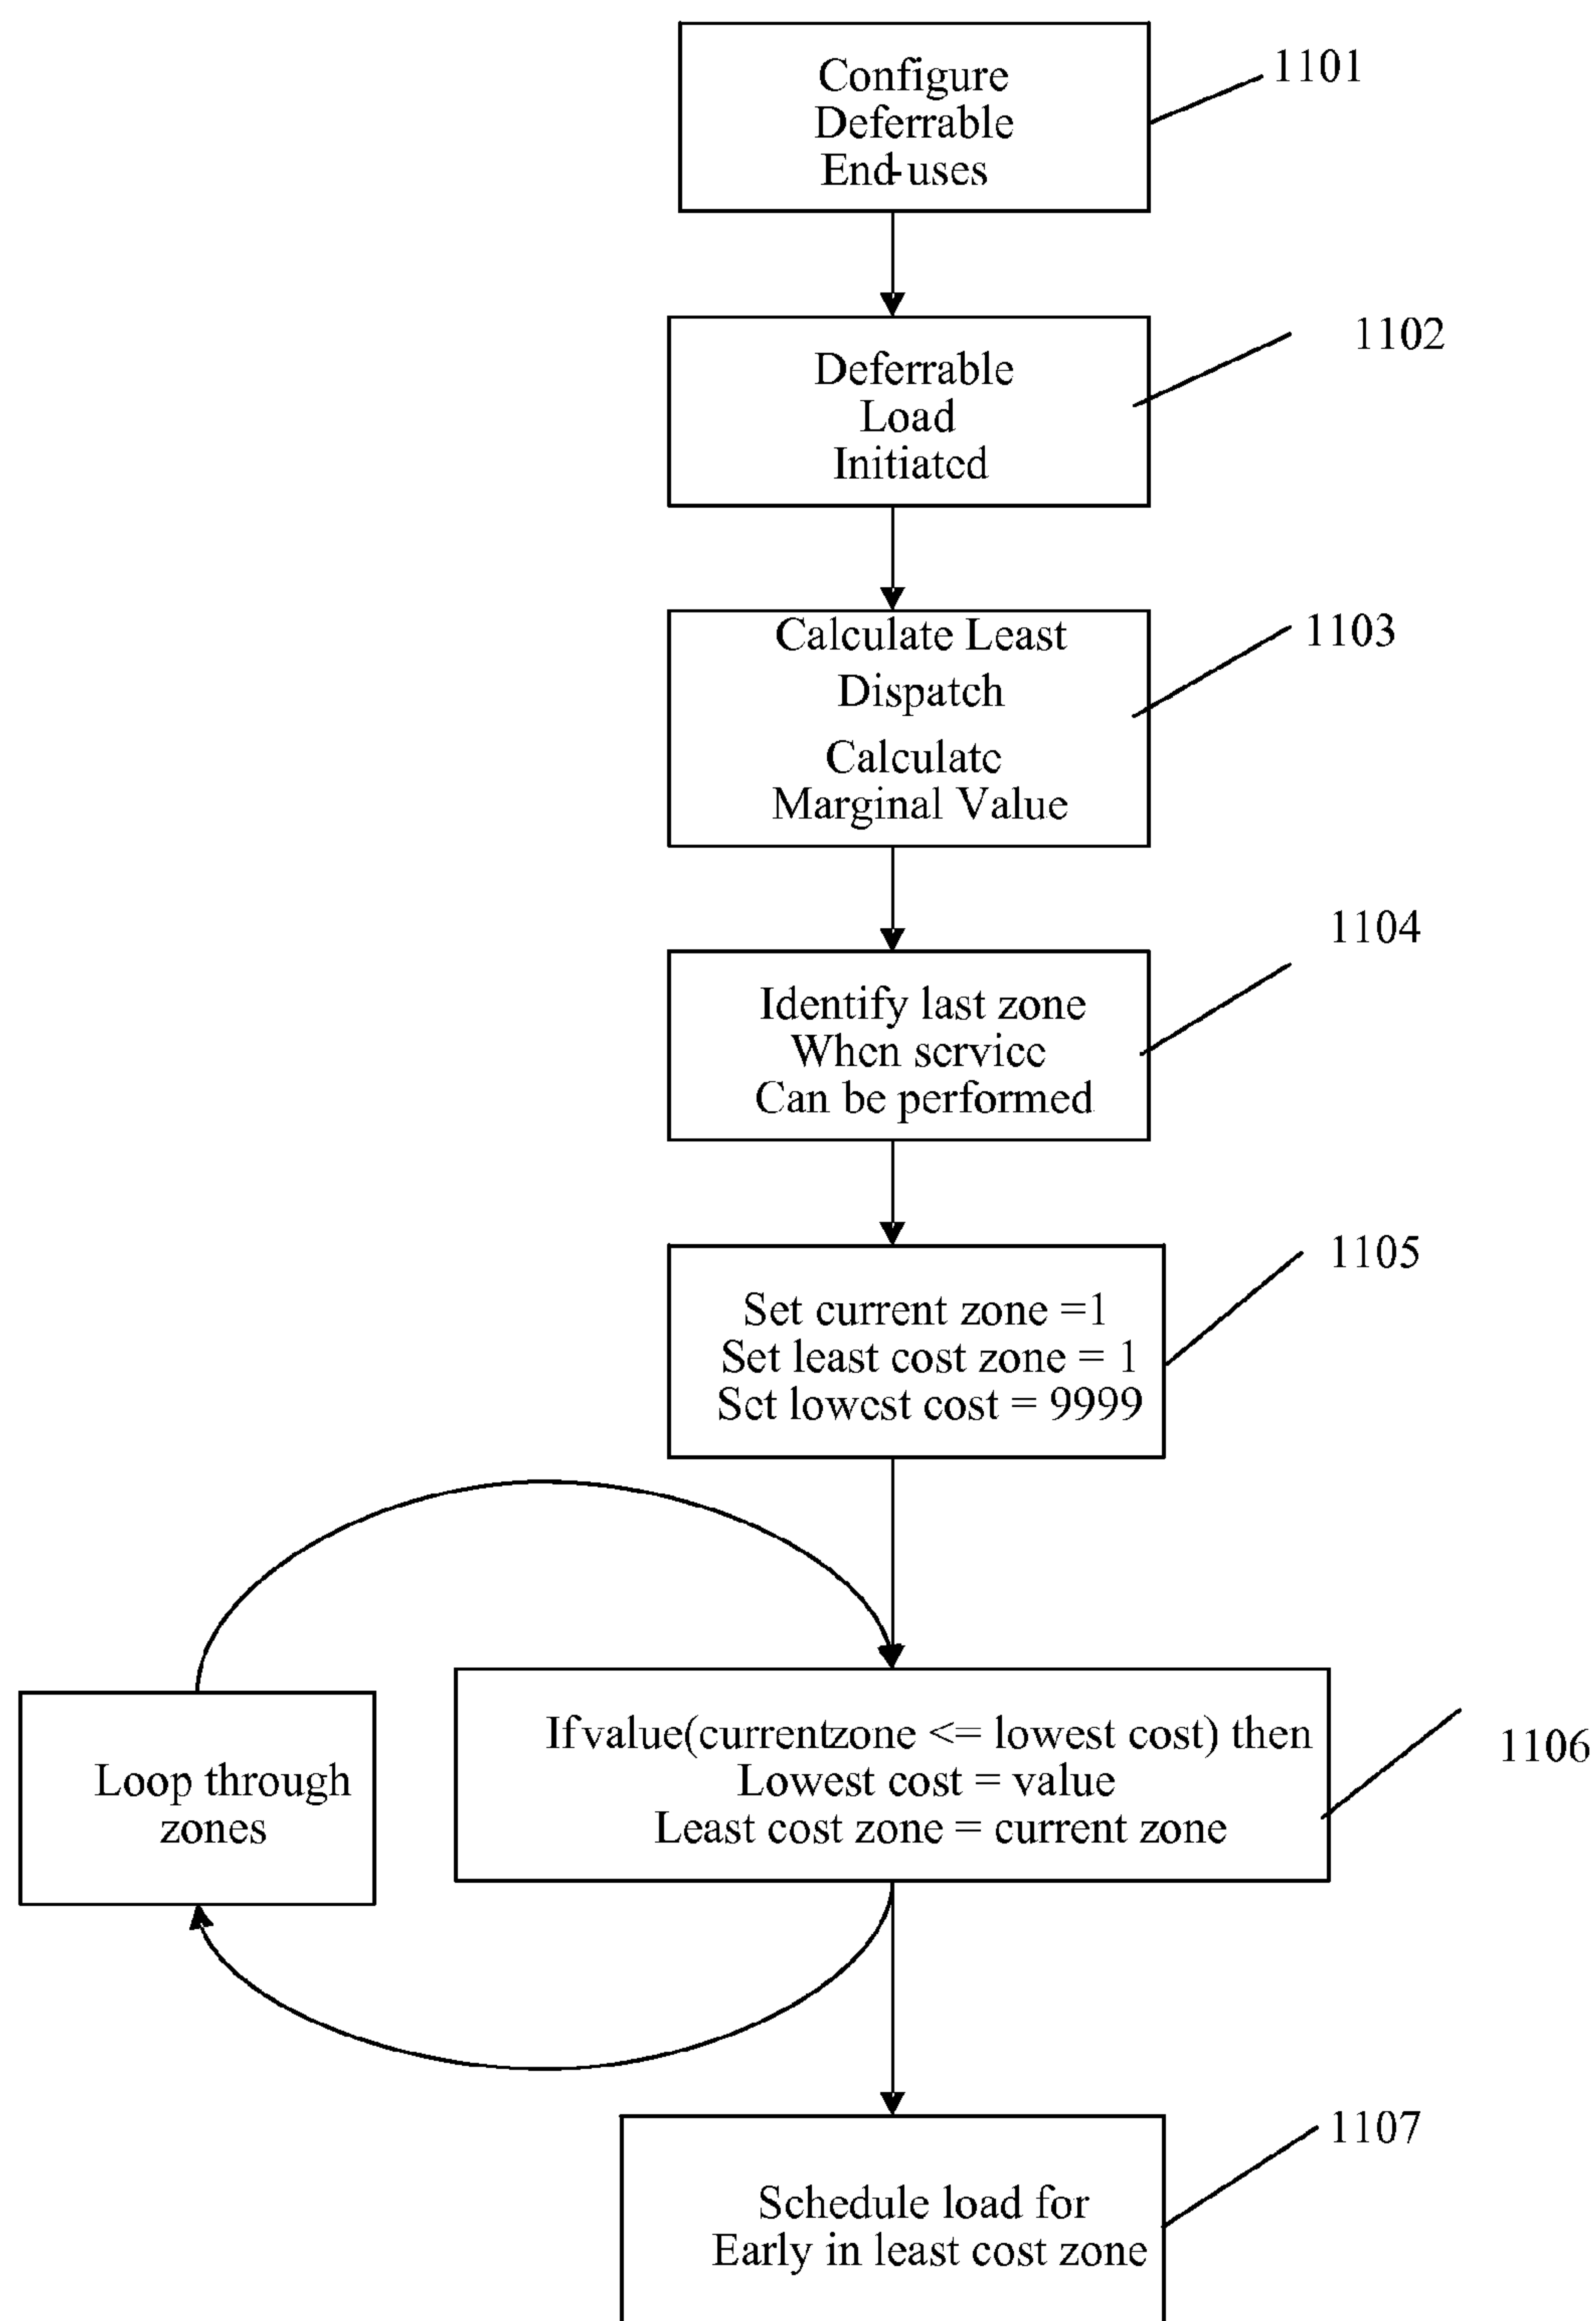 Configure
Deferrable
End-uses
1101
Deferrable
Load
Initiated
1102
Calculate Least
Dispatch
Calculate
Marginal Value
1103
Identify last zone
When service
Can be performed
1104
Set current zone =1
Set least cost zone = 1
Set lowest cost = 9999
1105
Loop through
zones
If value(currentzone <= lowest cost) then
Lowest cost = value
Least cost zone = current zone
1106
Schedule load for
Early in least cost zone
1107